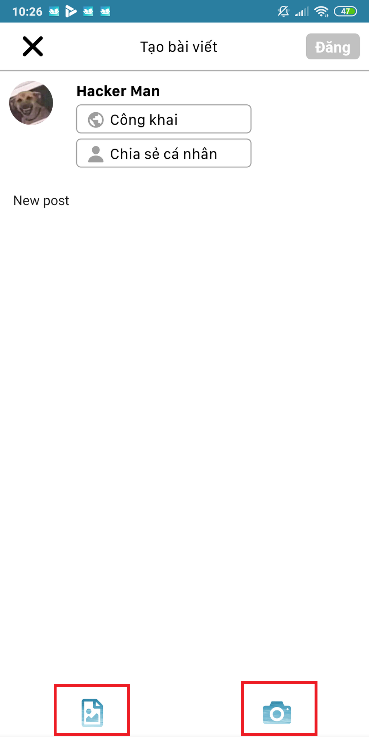 10:26
47
Tạo bài viết
Đăng
Hacker Man
Công khai
Chia sẻ cá nhân
New post